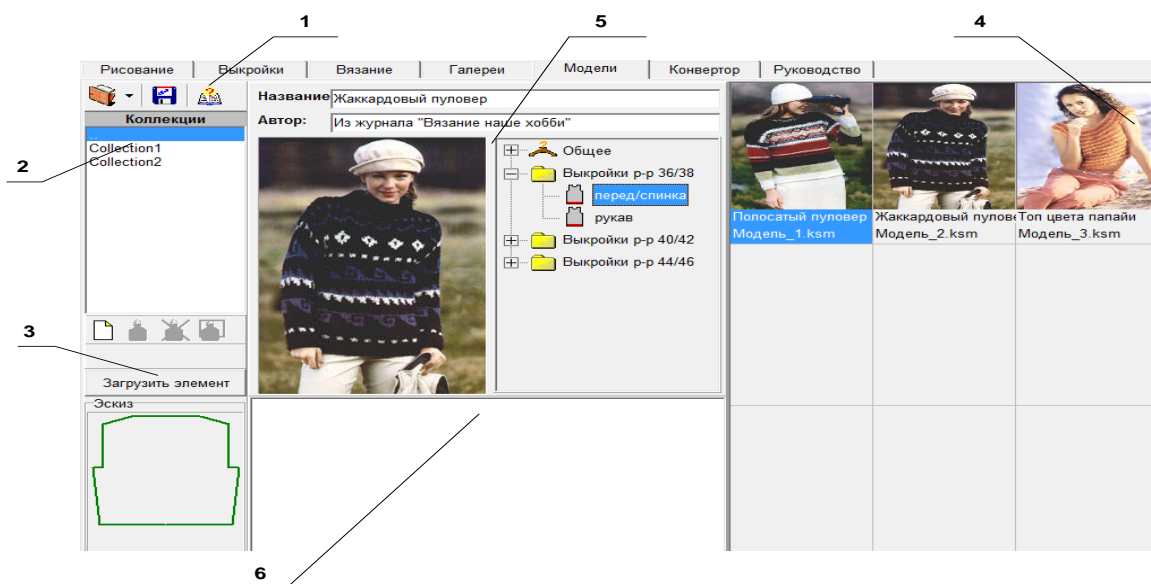 1
5
4
Рисование
Выкройки
Вязание
Галереи
Модели
Конвертор
Руководство
Название
Жаккардовый пуловер
Автор:
Из журнала "Вязание наше хобби"
Коллекции
..
Collection1
Collection2
2
Общее
Выкройки р-р 36/38
перед/спинка
рукав
Выкройки р-р 40/42
Выкройки р-р 44/46
Полосатый пуловер
Модель_1.ksm
Жаккардовый пулове
Модель_2.ksm
Топ цвета папайи
Модель_3.ksm
3
Загрузить элемент
Эскиз
6